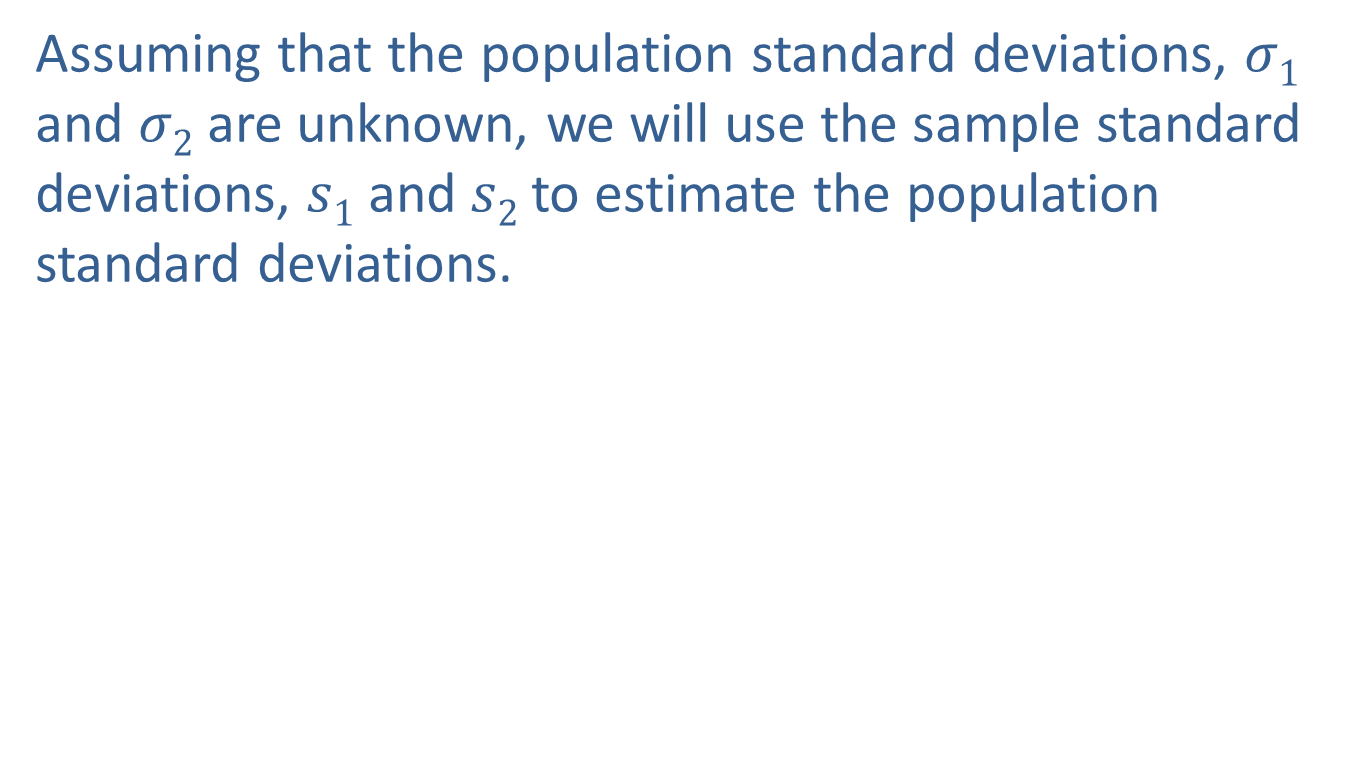 Assuming that the population standard deviations, 𝜎₁
and 𝜎₂ are unknown, we will use the sample standard
deviations, 𝑠₁ and 𝑠₂ to estimate the population
standard deviations.